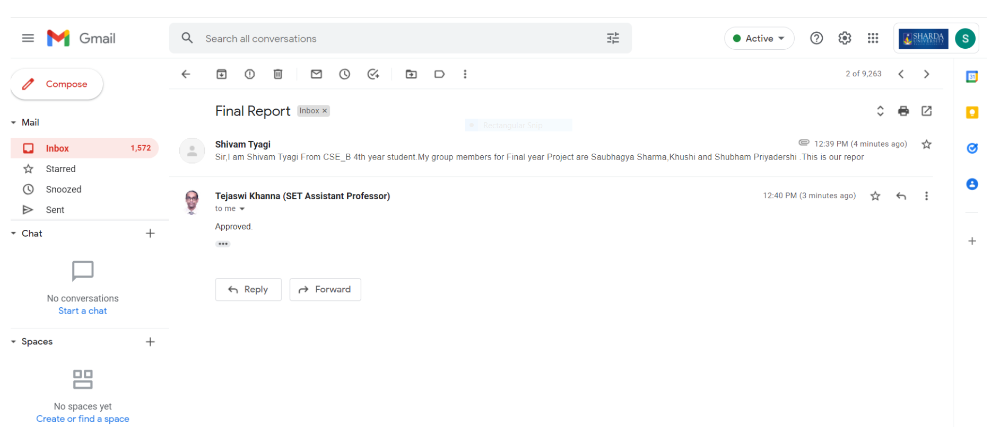 Gmail
Search all conversations
Active
SHARDA
UNIVERSITY
S
Compose
2 of 9,263
31
Final Report
Inbox ×
Rectangular Snip
Mail
Inbox 1,572
Starred
Snoozed
Sent
Shivam Tyagi
12:39 PM (4 minutes ago)
Sir,I am Shivam Tyagi From CSE_B 4th year student.My group members for Final year Project are Saubhagya Sharma,Khushi and Shubham Priyadershi .This is our repor
Tejaswi Khanna (SET Assistant Professor)
12:40 PM (3 minutes ago)
to me
Approved.
Reply
Forward
Chat
No conversations
Start a chat
Spaces
No spaces yet
Create or find a space